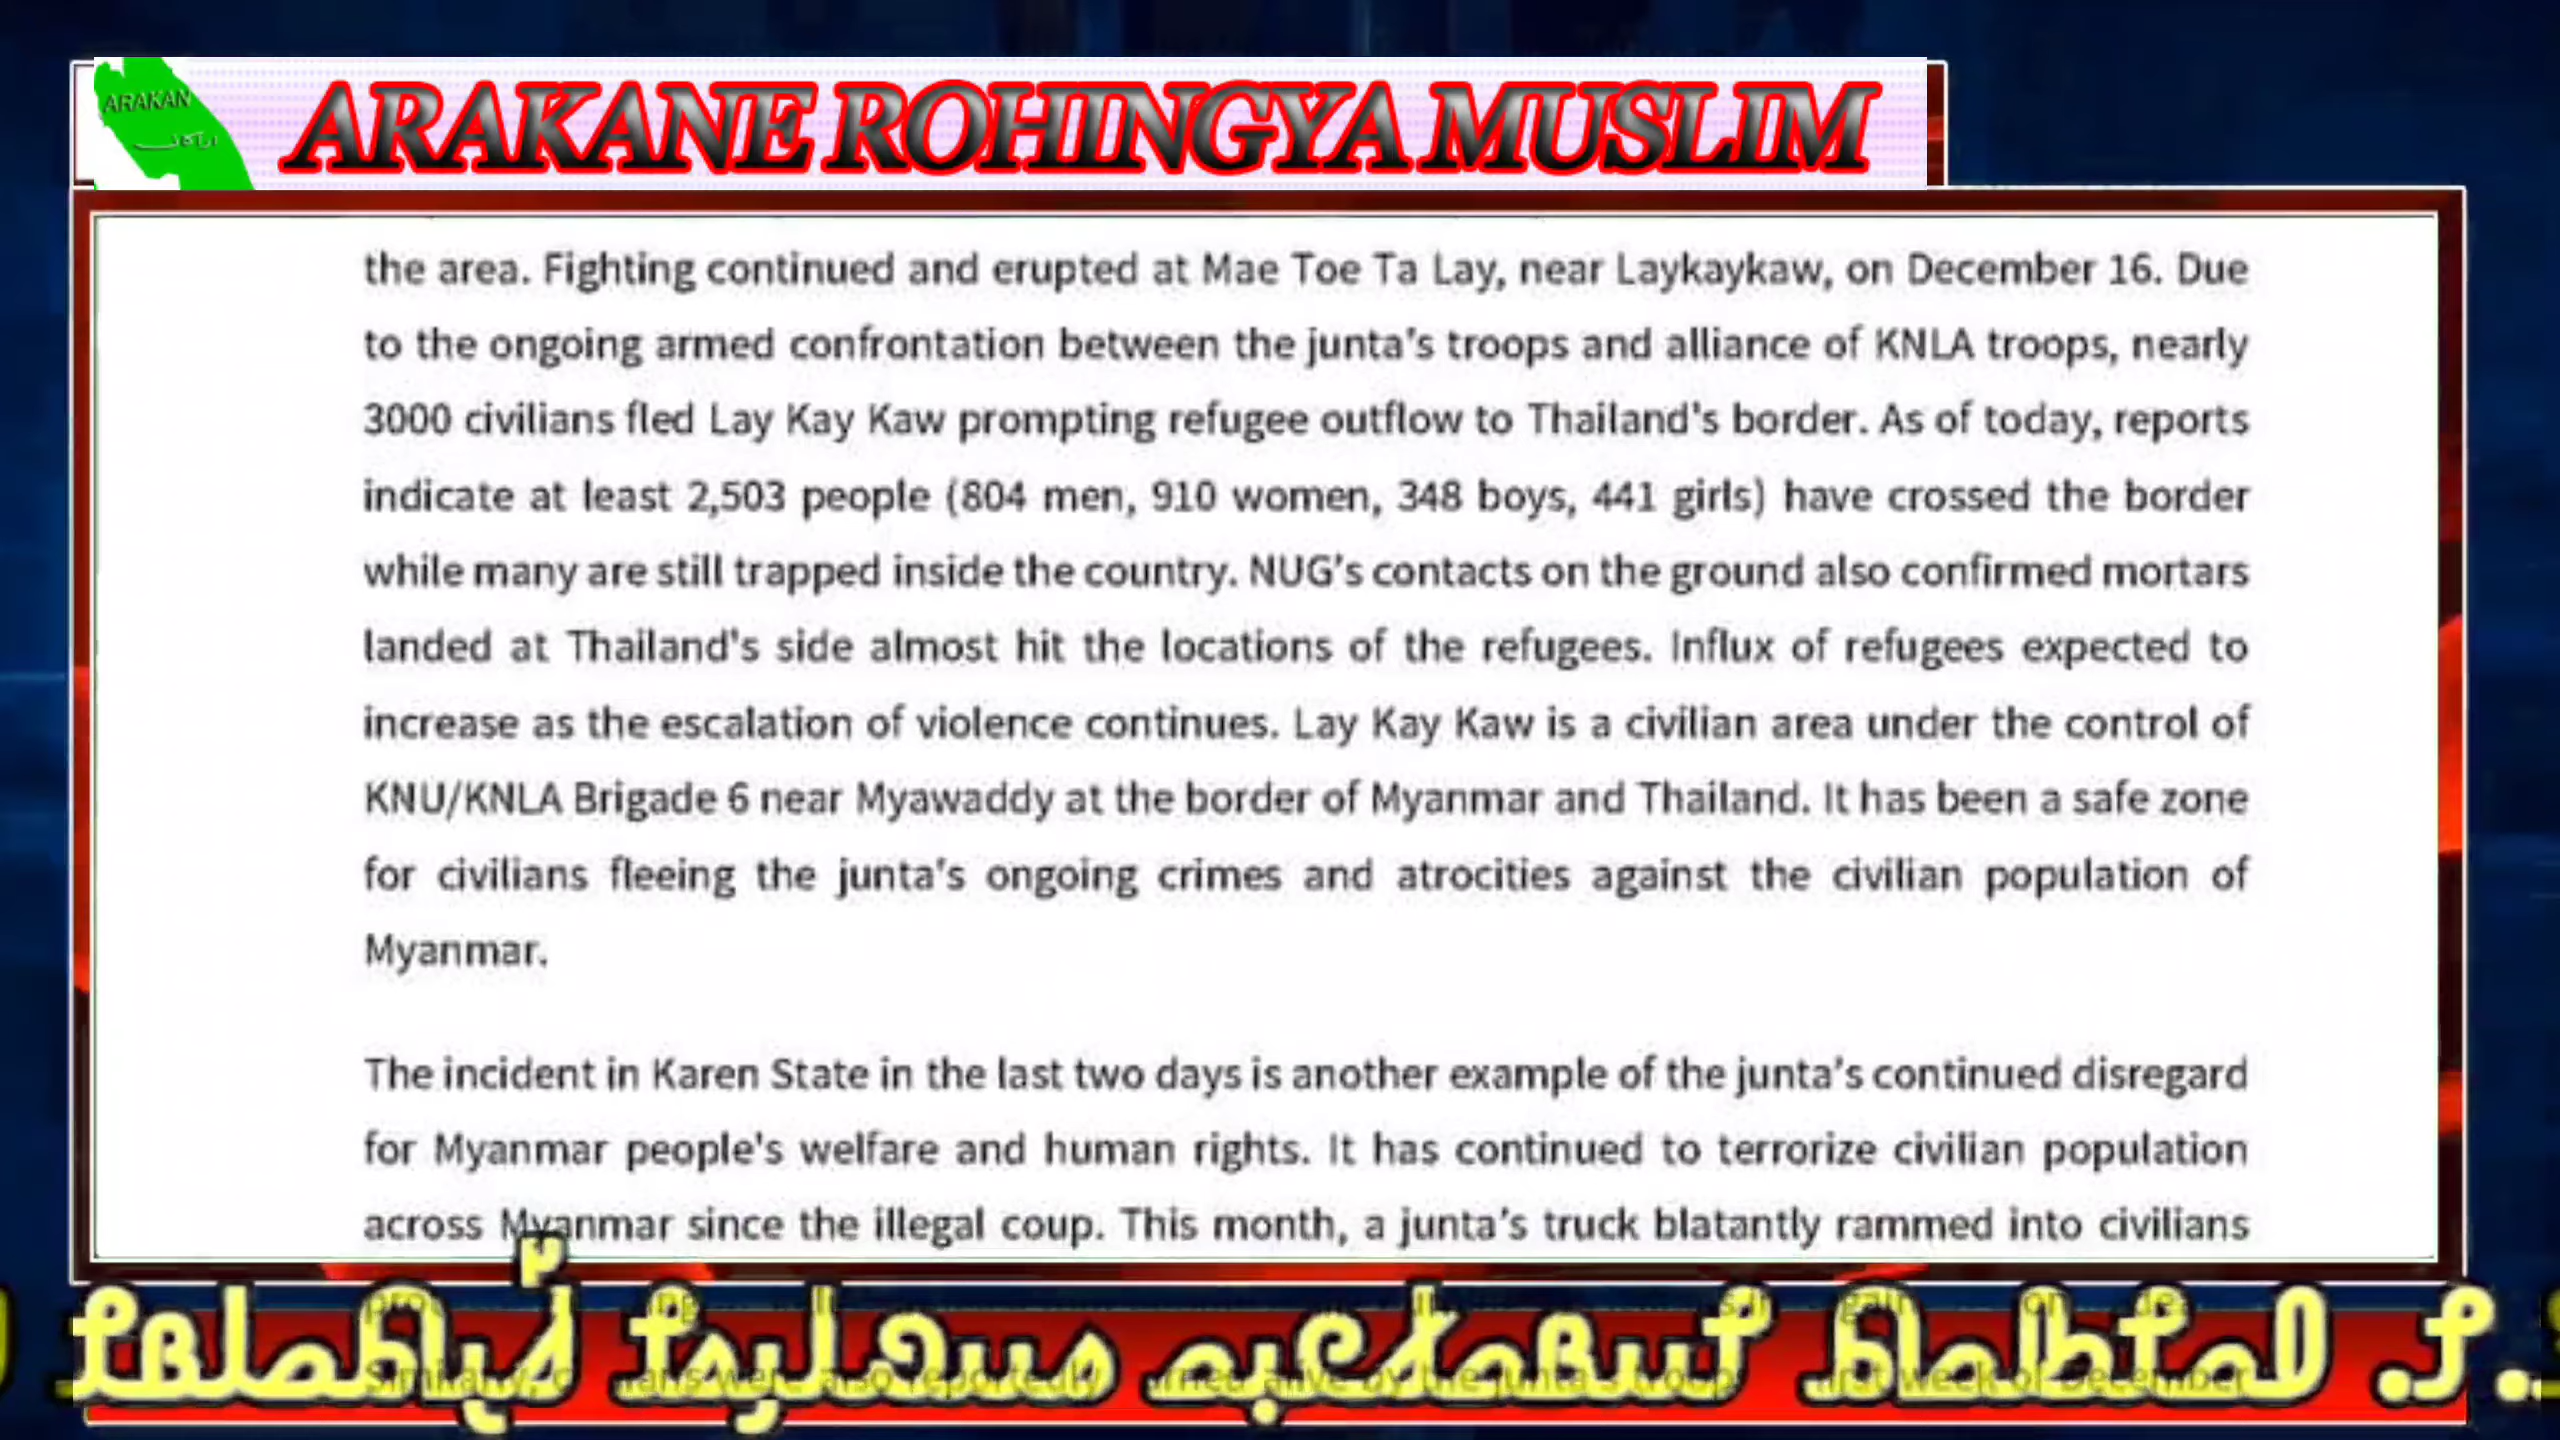 ARAKAN
اراكان
ARAKANE ROHINGYA MUSLIM
the area. Fighting continued and erupted at Mae Toe Ta Lay, near Laykaykaw, on December 16. Due
to the ongoing armed confrontation between the junta's troops and alliance of KNLA troops, nearly
3000 civilians fled Lay Kay Kaw prompting refugee outflow to Thailand's border. As of today, reports
indicate at least 2,503 people (804 men, 910 women, 348 boys, 441 girls) have crossed the border
while many are still trapped inside the country. NUG's contacts on the ground also confirmed mortars
landed at Thailand's side almost hit the locations of the refugees. Influx of refugees expected to
increase as the escalation of violence continues. Lay Kay Kaw is a civilian area under the control of
KNU/KNLA Brigade 6 near Myawaddy at the border of Myanmar and Thailand. It has been a safe zone
for civilians fleeing the junta's ongoing crimes and atrocities against the civilian population of
Myanmar.
The incident in Karen State in the last two days is another example of the junta's continued disregard
for Myanmar people's welfare and human rights. It has continued to terrorize civilian population
across Myanmar since the illegal coup. This month, a junta's truck blatantly rammed into civilians